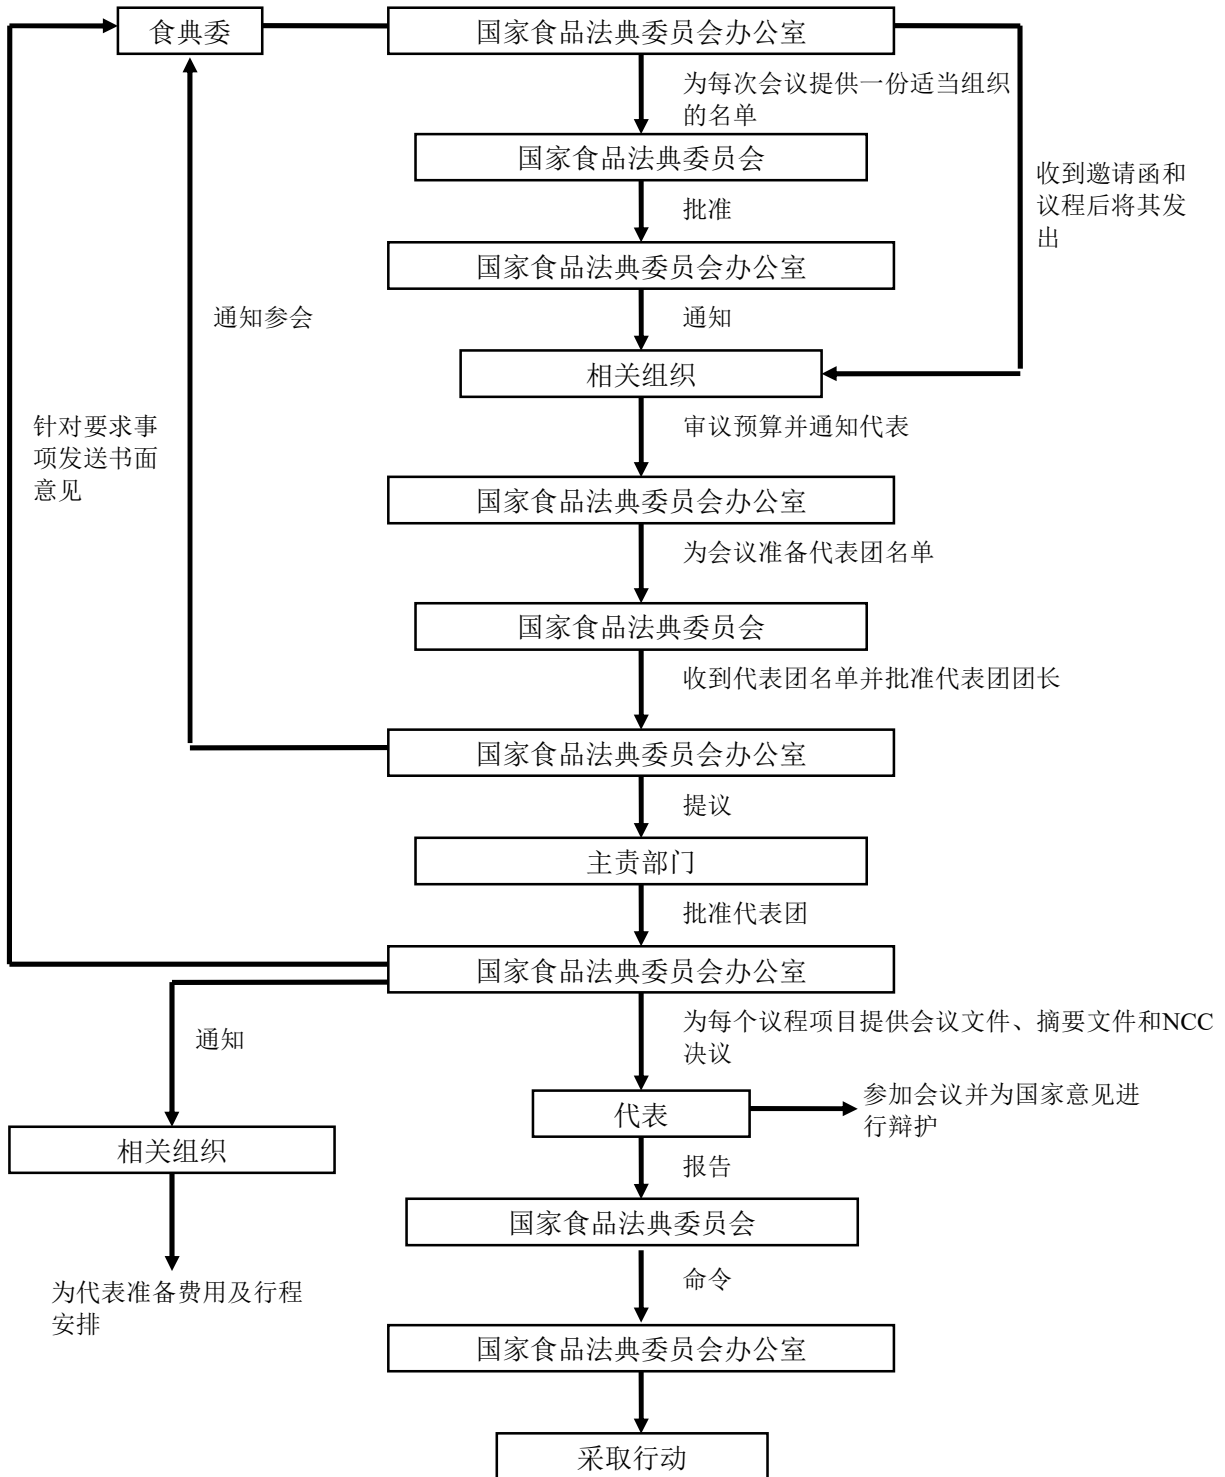 食典委
国家食品法典委员会办公室
为每次会议提供一份适当组织
的名单
国家食品法典委员会
收到邀请函和
议程后将其发
出
批准
国家食品法典委员会办公室
通知参会
通知
相关组织
针对要求事
项发送书面
意见
审议预算并通知代表
国家食品法典委员会办公室
为会议准备代表团名单
国家食品法典委员会
收到代表团名单并批准代表团团长
国家食品法典委员会办公室
提议
主责部门
批准代表团
国家食品法典委员会办公室
通知
为每个议程项目提供会议文件、摘要文件和NCC
决议
代表
参加会议并为国家意见进
行辩护
相关组织
报告
国家食品法典委员会
为代表准备费用及行程
安排
命令
国家食品法典委员会办公室
采取行动